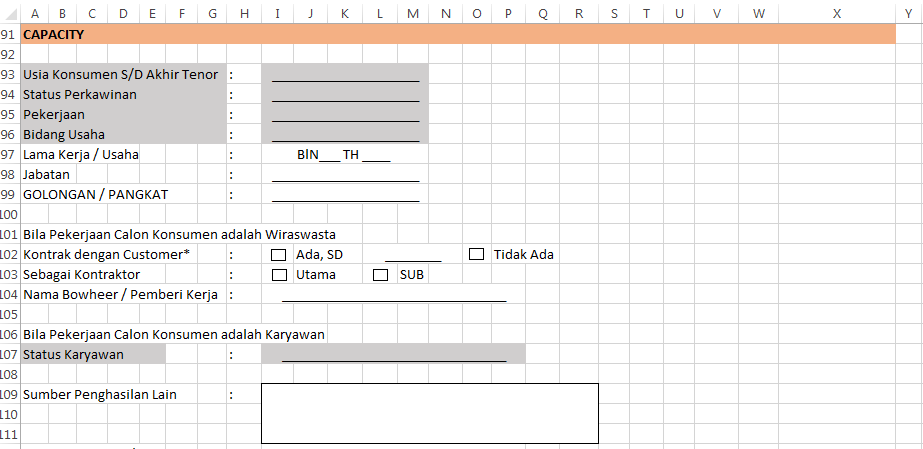 A B C D E F G H I J K L M N O P Q R S T U V W X Y
91 CAPACITY
92
93 Usia Konsumen S/D Akhir Tenor : ____________________
94 Status Perkawinan : ____________________
95 Pekerjaan : ____________________
96 Bidang Usaha : ____________________
97 Lama Kerja / Usaha : BlN___ TH ____
98 Jabatan : ____________________
99 GOLONGAN / PANGKAT : ____________________
100
101 Bila Pekerjaan Calon Konsumen adalah Wiraswasta
102 Kontrak dengan Customer* : ☐ Ada, SD ________ ☐ Tidak Ada
103 Sebagai Kontraktor : ☐ Utama ☐ SUB
104 Nama Bowheer / Pemberi Kerja : ______________________________
105
106 Bila Pekerjaan Calon Konsumen adalah Karyawan
107 Status Karyawan : ______________________________
108
109 Sumber Penghasilan Lain :
110
111